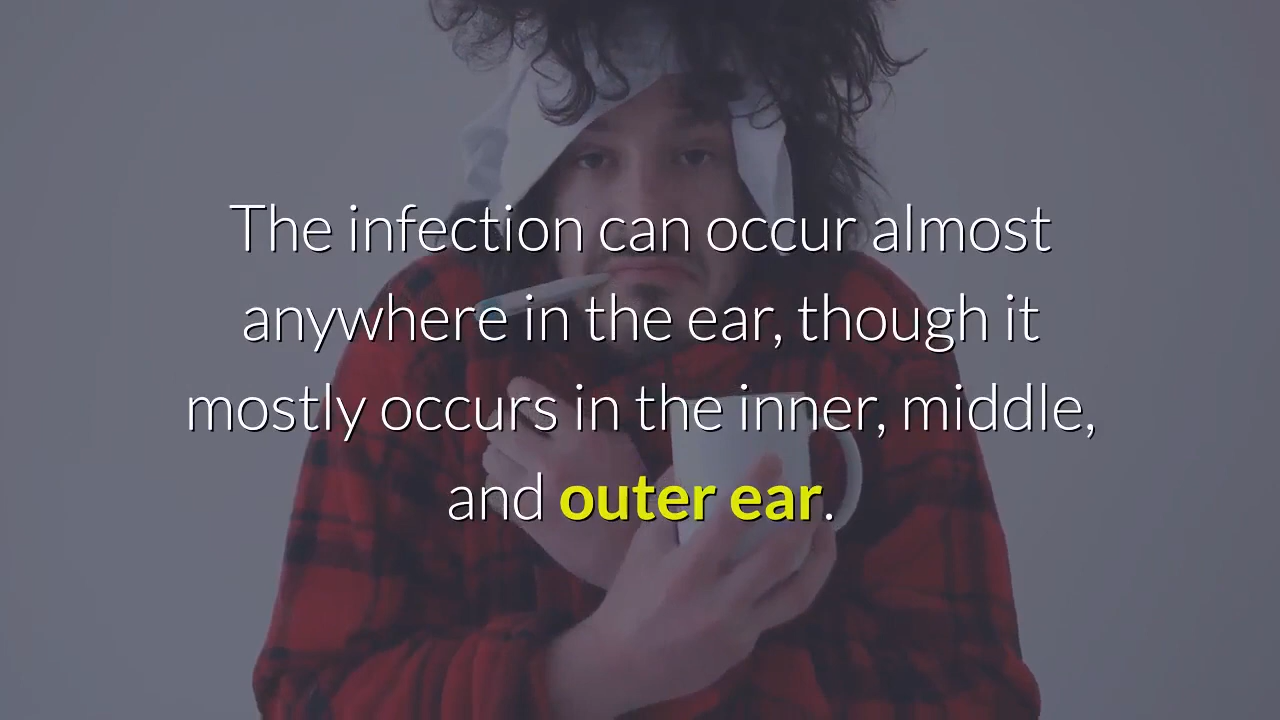 The infection can occur almost
anywhere in the ear, though it
mostly occurs in the inner, middle,
and outer ear.